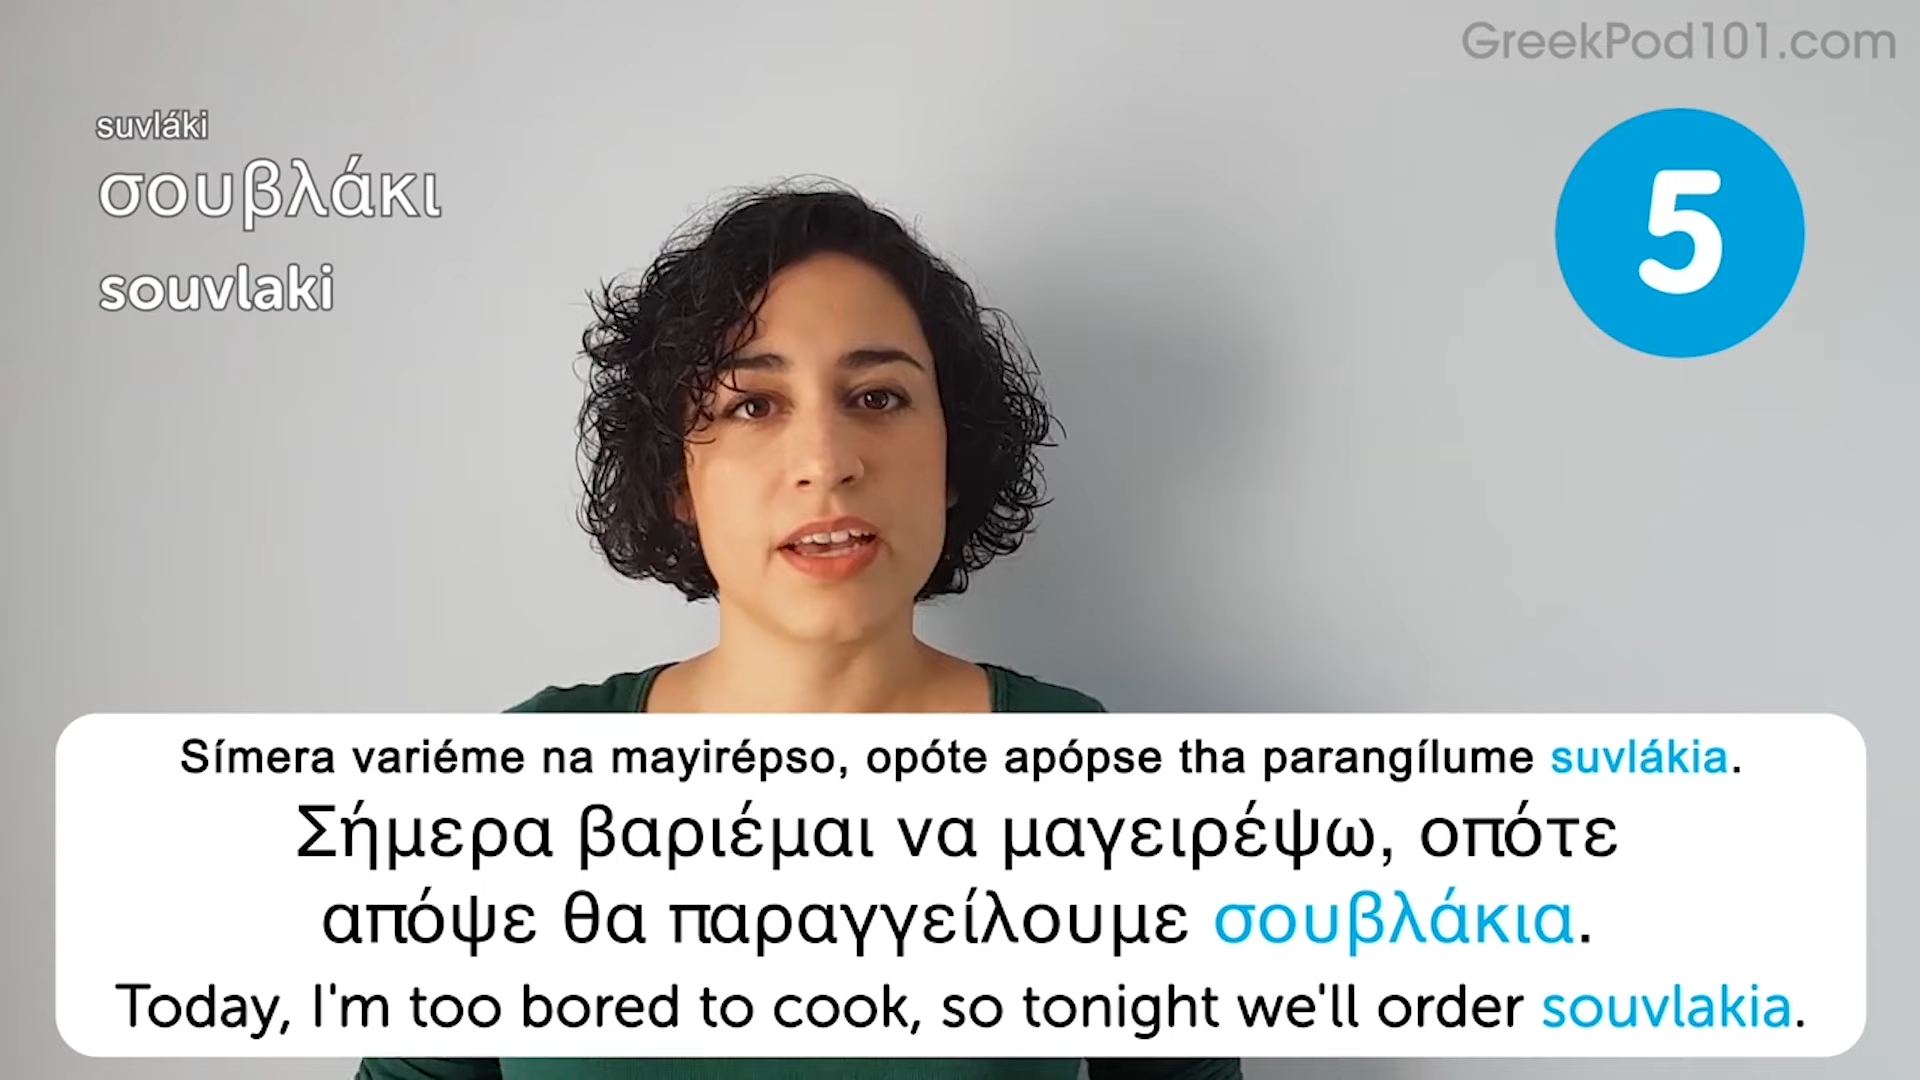 GreekPod101.com
suvláki
σουβλάκι
souvlaki
5
Símera variéme na mayirépso, opóte apópse tha parangílume suvlákia.
Σήμερα βαριέμαι να μαγειρέψω, οπότε
απόψε θα παραγγείλουμε σουβλάκια.
Today, I'm too bored to cook, so tonight we'll order souvlakia.